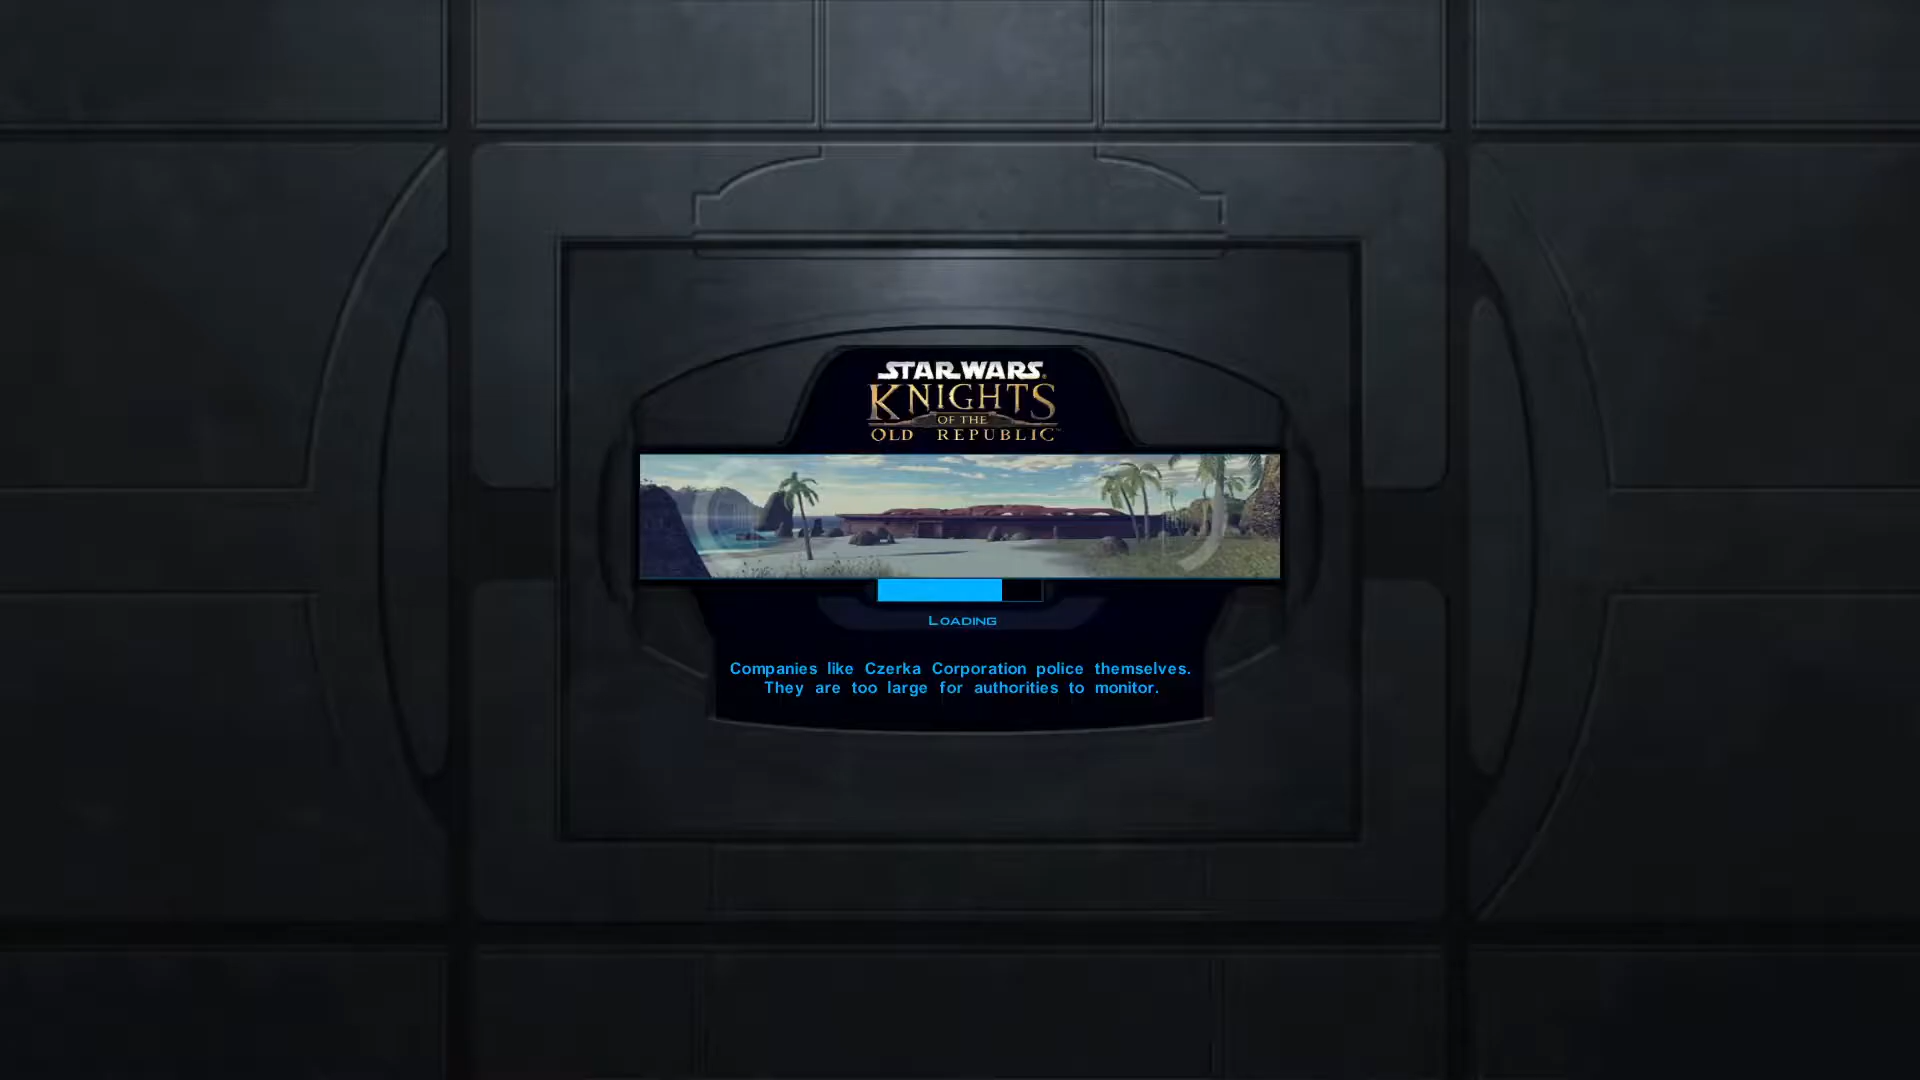 STAR WARS
KNIGHTS
OF THE
OLD REPUBLIC™
LOADING
Companies like Czerka Corporation police themselves.
They are too large for authorities to monitor.